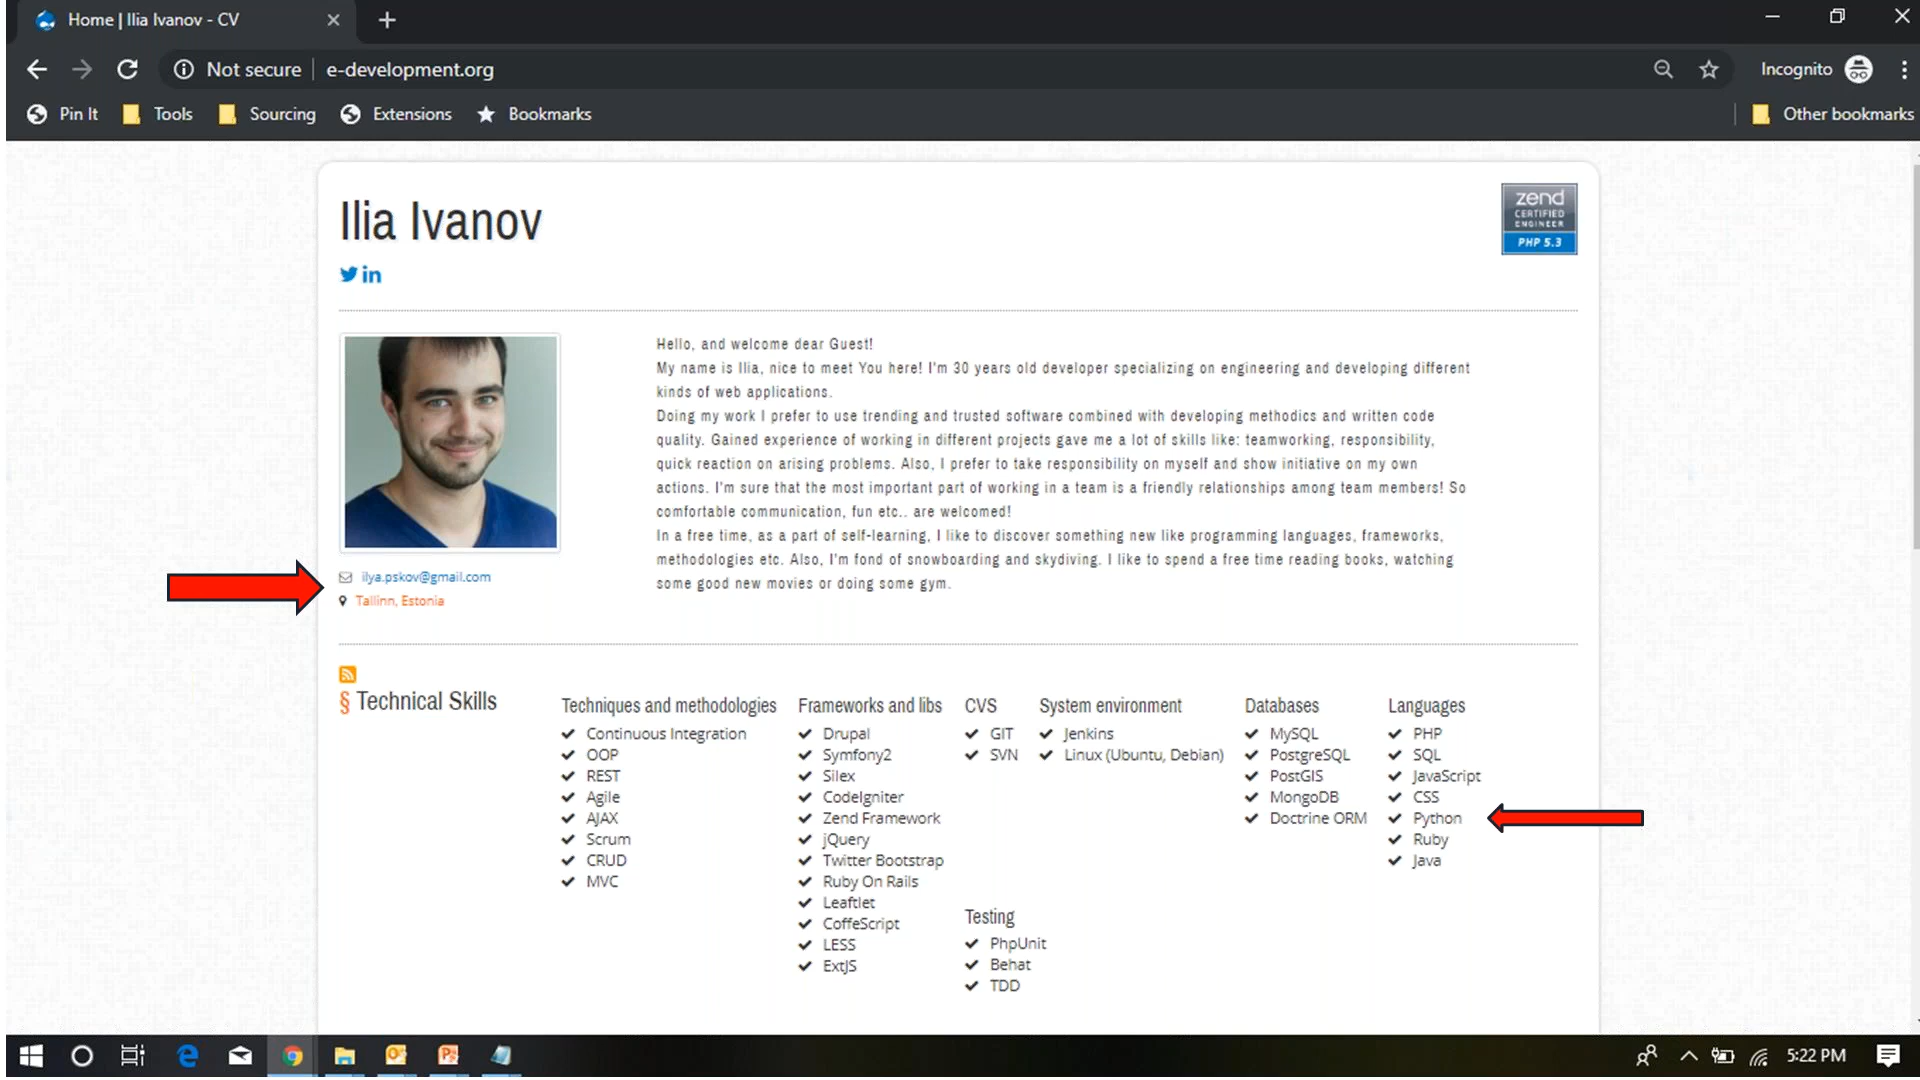 Home | Ilia Ivanov - CV
Not secure
e-development.org
Incognito
Pin It
Tools
Sourcing
Extensions
Bookmarks
Other bookmarks
Ilia Ivanov
zend
CERTIFIED
ENGINEER
PHP 5.3
Hello, and welcome dear Guest!
My name is Ilia, nice to meet You here! I'm 30 years old developer specializing on engineering and developing different
kinds of web applications.
Doing my work I prefer to use trending and trusted software combined with developing methodics and written code
quality. Gained experience of working in different projects gave me a lot of skills like: teamworking, responsibility,
quick reaction on arising problems. Also, I prefer to take responsibility on myself and show initiative on my own
actions. I'm sure that the most important part of working in a team is a friendly relationships among team members! So
comfortable communication, fun etc.. are welcomed!
In a free time, as a part of self-learning, I like to discover something new like programming languages, frameworks,
methodologies etc. Also, I'm fond of snowboarding and skydiving. I like to spend a free time reading books, watching
some good new movies or doing some gym.
ilya.pskov@gmail.com
Tallinn, Estonia
§ Technical Skills
Techniques and methodologies
Continuous Integration
OOP
REST
Agile
AJAX
Scrum
CRUD
MVC
Frameworks and libs
Drupal
Symfony2
Silex
CodeIgniter
Zend Framework
jQuery
Twitter Bootstrap
Ruby On Rails
Leaftlet
CoffeScript
LESS
ExtJS
CVS
GIT
SVN
System environment
Jenkins
Linux (Ubuntu, Debian)
Testing
PhpUnit
Behat
TDD
Databases
MySQL
PostgreSQL
PostGIS
MongoDB
Doctrine ORM
Languages
PHP
SQL
JavaScript
CSS
Python
Ruby
Java
5:22 PM